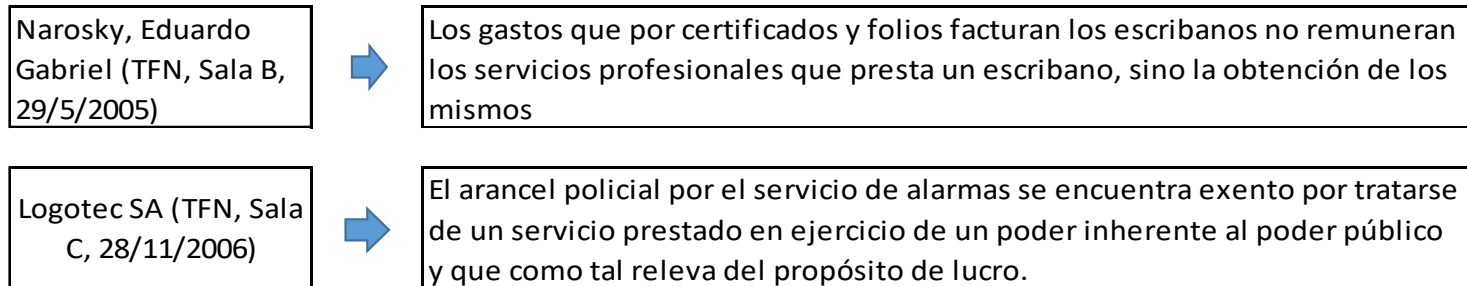 Narosky, Eduardo
Gabriel (TFN, Sala B,
29/5/2005)
Los gastos que por certificados y folios facturan los escribanos no remuneran
los servicios profesionales que presta un escribano, sino la obtención de los
mismos
Logotec SA (TFN, Sala
C, 28/11/2006)
El arancel policial por el servicio de alarmas se encuentra exento por tratarse
de un servicio prestado en ejercicio de un poder inherente al poder público
y que como tal releva del propósito de lucro.